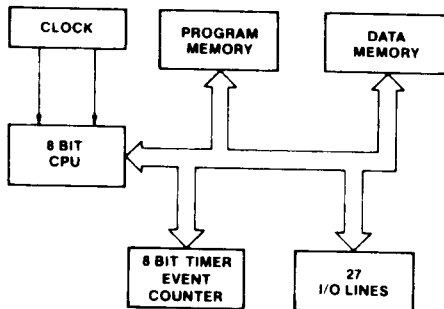 CLOCK
PROGRAM
MEMORY
DATA
MEMORY
8 BIT
CPU
8 BIT TIMER
EVENT
COUNTER
27
I/O LINES